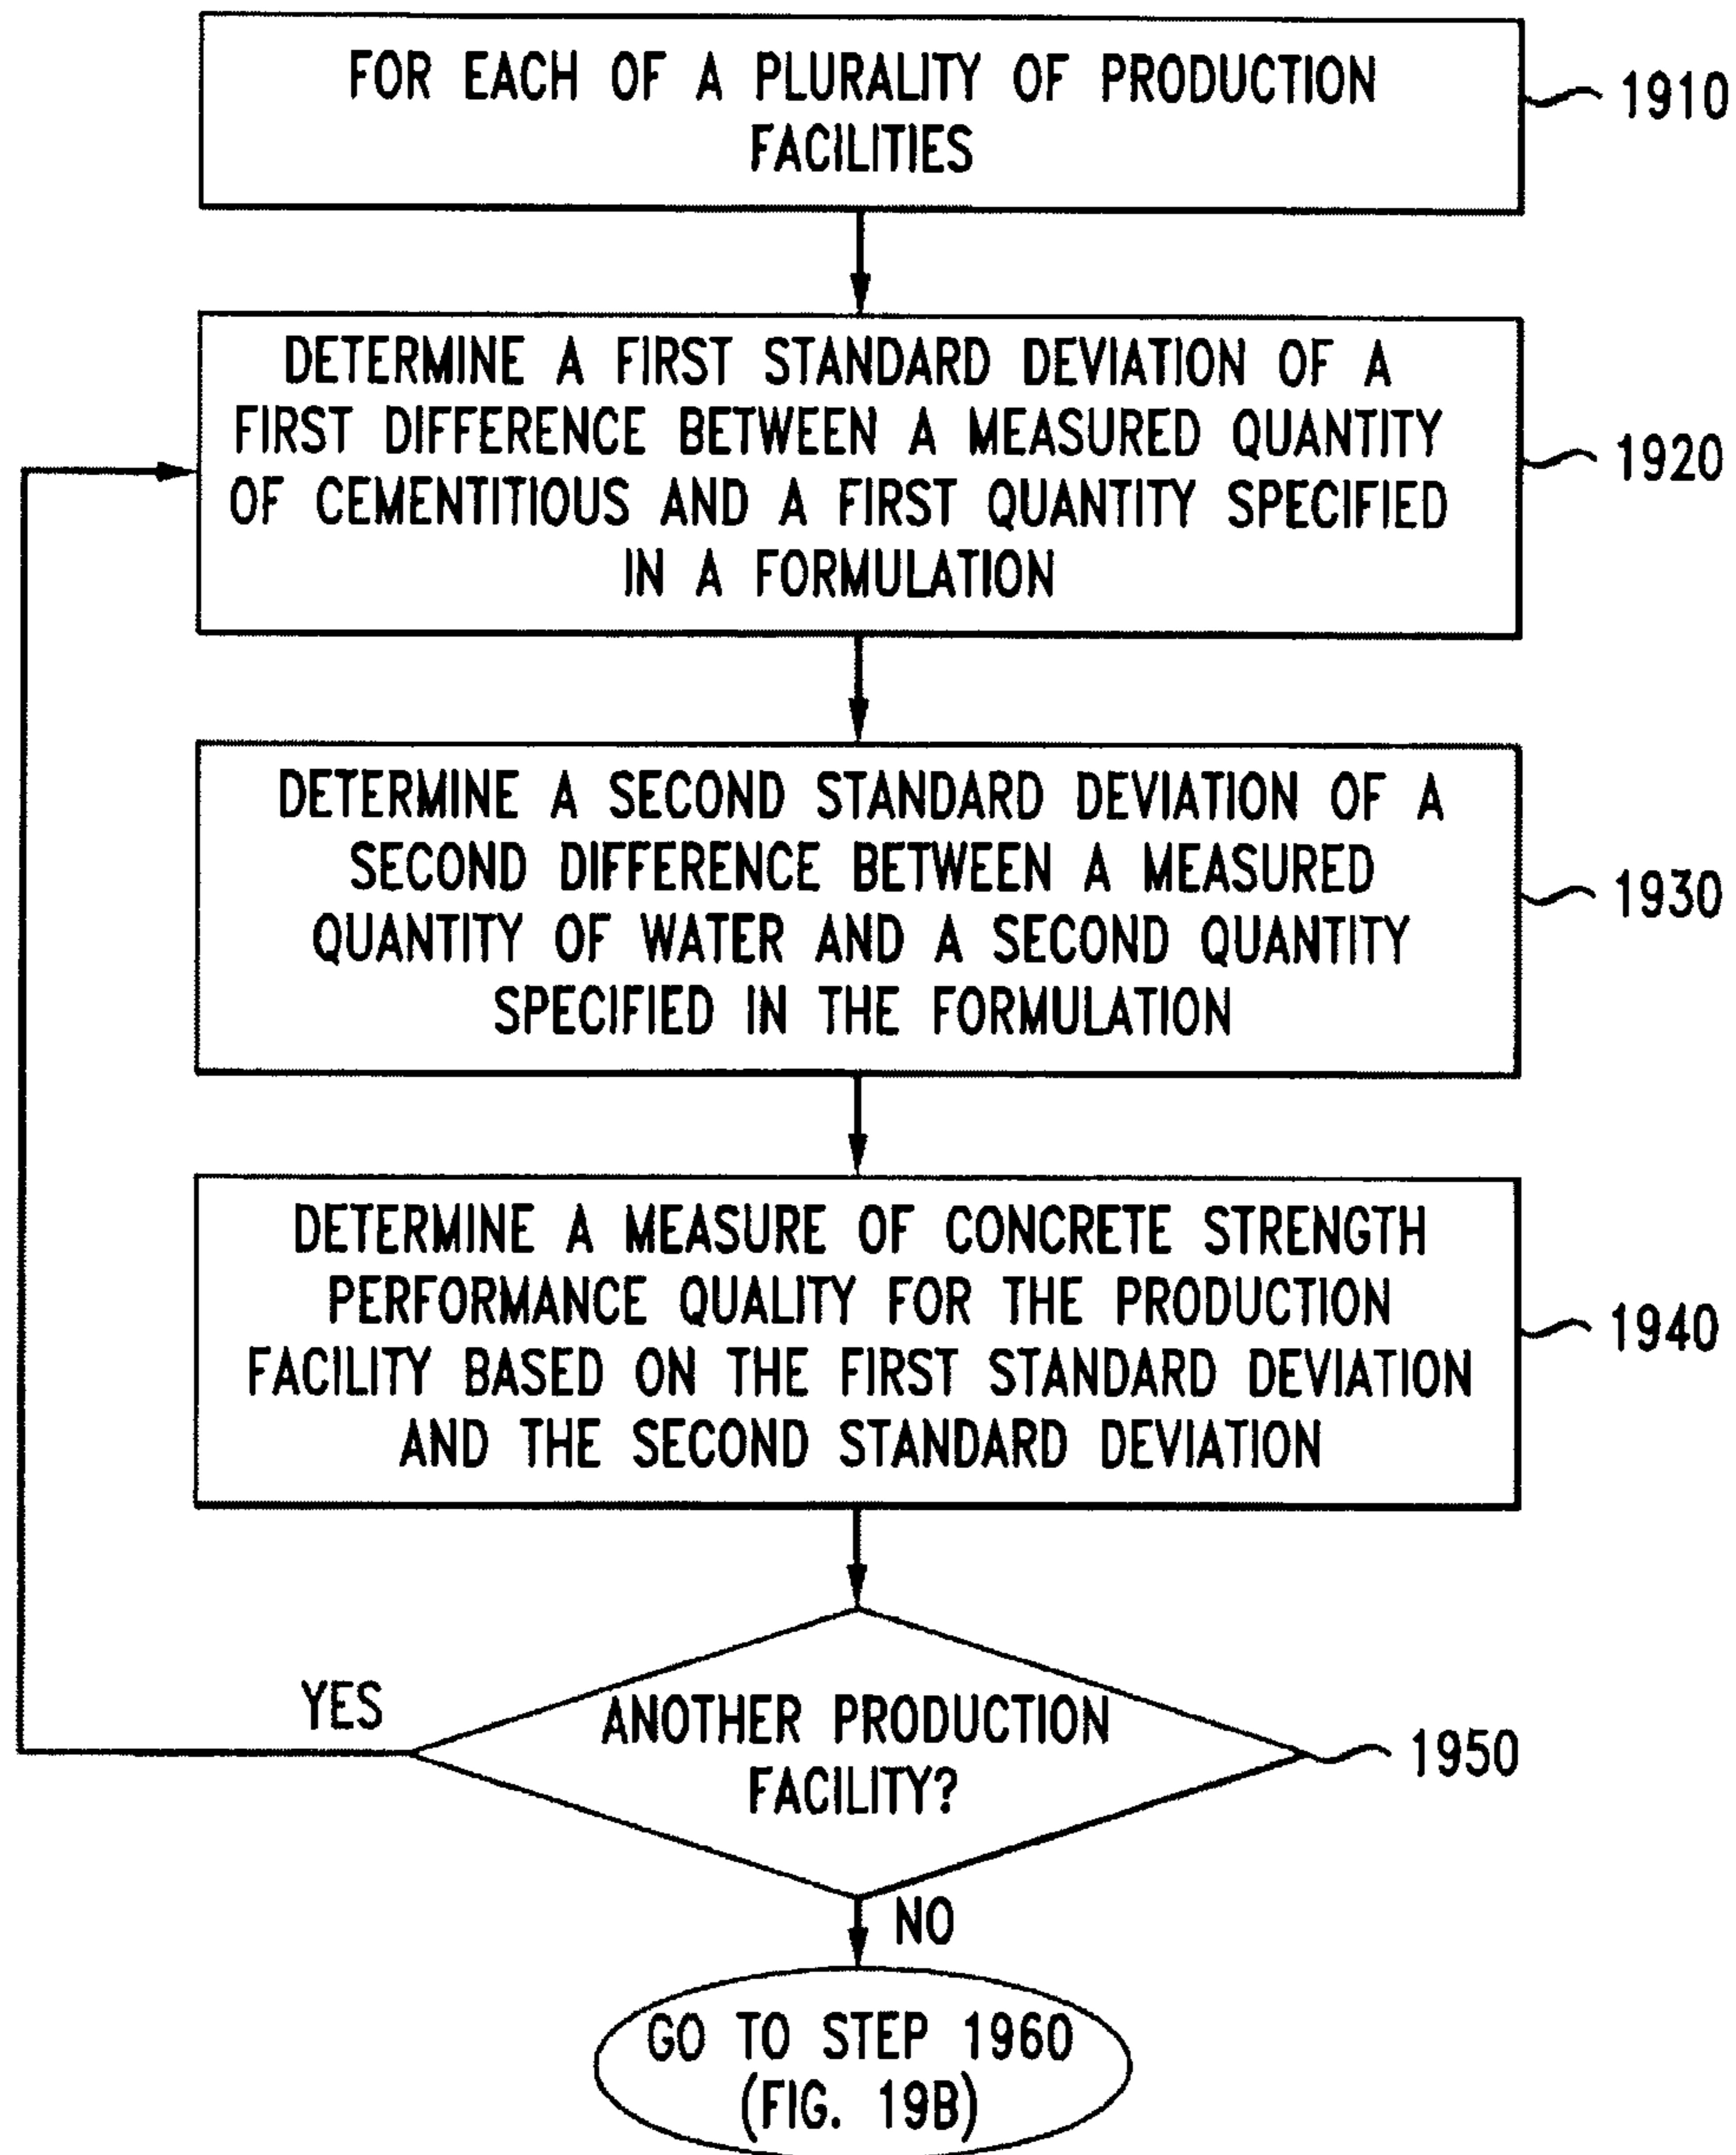 FOR EACH OF A PLURALITY OF PRODUCTION
FACILITIES
1910
DETERMINE A FIRST STANDARD DEVIATION OF A
FIRST DIFFERENCE BETWEEN A MEASURED QUANTITY
OF CEMENTITIOUS AND A FIRST QUANTITY SPECIFIED
IN A FORMULATION
1920
DETERMINE A SECOND STANDARD DEVIATION OF A
SECOND DIFFERENCE BETWEEN A MEASURED
QUANTITY OF WATER AND A SECOND QUANTITY
SPECIFIED IN THE FORMULATION
1930
DETERMINE A MEASURE OF CONCRETE STRENGTH
PERFORMANCE QUALITY FOR THE PRODUCTION
FACILITY BASED ON THE FIRST STANDARD DEVIATION
AND THE SECOND STANDARD DEVIATION
1940
YES
ANOTHER PRODUCTION
FACILITY?
1950
NO
GO TO STEP 1960
(FIG. 19B)